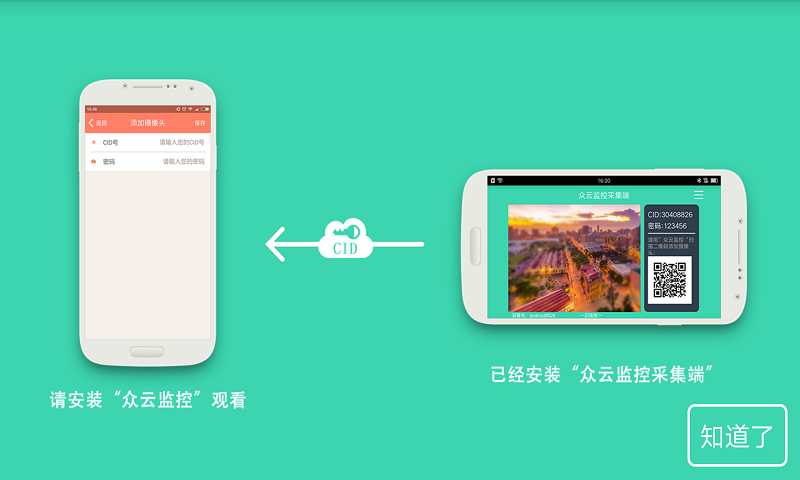 16:46
返回
添加摄像头
保存
CID号
请输入您的CID号
密码
请输入您的密码
CID
16:20
众云监控采集端
CID:30408826
密码:123456
请用"众云监控"扫
描二维码添加摄像
头:
设备名: android8826
--已连接--
请安装“众云监控”观看
已经安装“众云监控采集端”
知道了